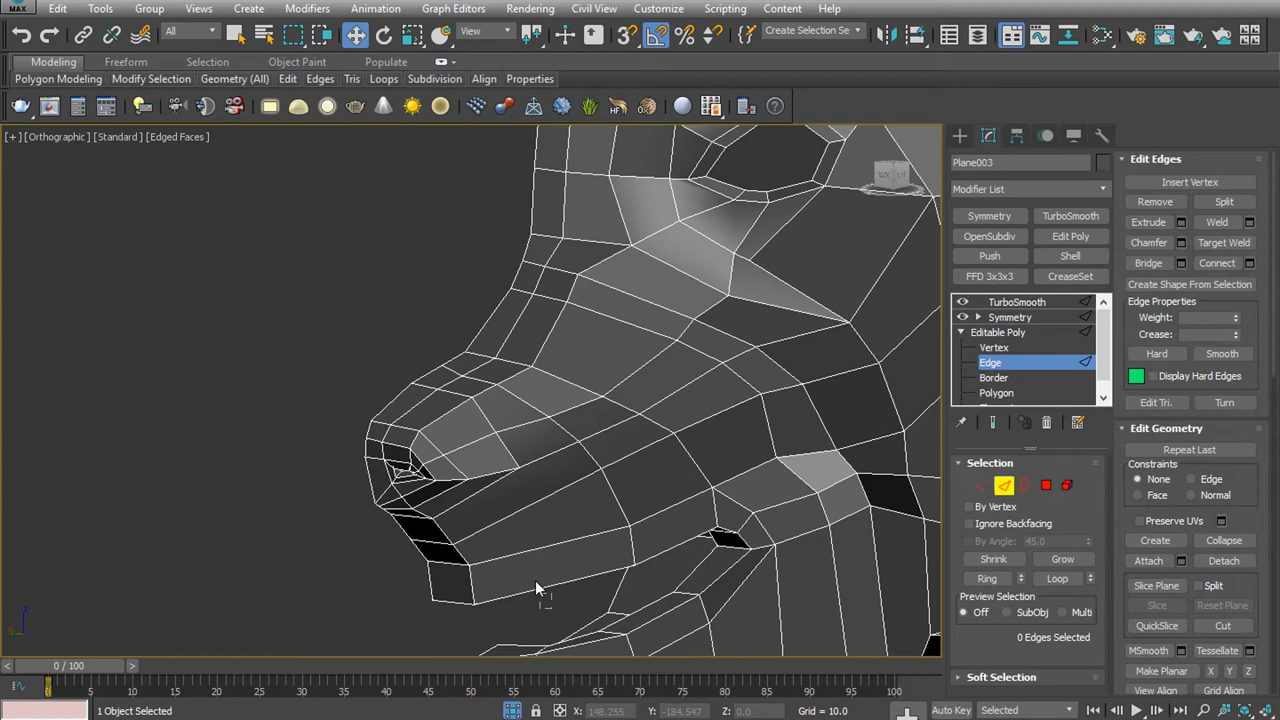 MAX Edit Tools Group Views Create Modifiers Animation Graph Editors Rendering Civil View Customize Scripting Content Help
All View Create Selection Se
Modeling Freeform Selection Object Paint Populate
Polygon Modeling Modify Selection Geometry (All) Edit Edges Tris Loops Subdivision Align Properties
[+] [Orthographic] [Standard] [Edged Faces]
Plane003
Modifier List
Symmetry TurboSmooth
OpenSubdiv Edit Poly
Push Shell
FFD 3x3x3 CreaseSet
TurboSmooth
Symmetry
Editable Poly
Vertex
Edge
Border
Polygon
Selection
By Vertex
Ignore Backfacing
By Angle: 45.0
Shrink Grow
Ring Loop
Preview Selection
Off SubObj Multi
0 Edges Selected
Soft Selection
Edit Edges
Insert Vertex
Remove Split
Extrude Weld
Chamfer Target Weld
Bridge Connect
Create Shape From Selection
Edge Properties
Weight:
Crease:
Hard Smooth
Display Hard Edges
Edit Tri. Turn
Edit Geometry
Repeat Last
Constraints
None Edge
Face Normal
Preserve UVs
Create Collapse
Attach Detach
Slice Plane Split
Slice Reset Plane
QuickSlice Cut
MSmooth Tessellate
Make Planar X Y Z
View Align Grid Align
0 / 100
0 5 10 15 20 25 30 35 40 45 50 55 60 65 70 75 80 85 90 95 100
1 Object Selected X: 148.255 Y: -184.547 Z: 0.0 Grid = 10.0 Auto Key Selected